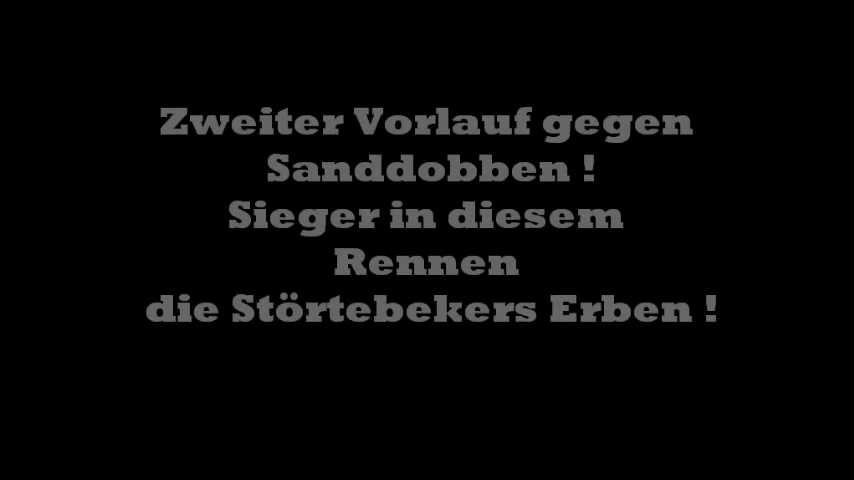 Zweiter Vorlauf gegen
Sanddobben !
Sieger in diesem
Rennen
die Störtebekers Erben !